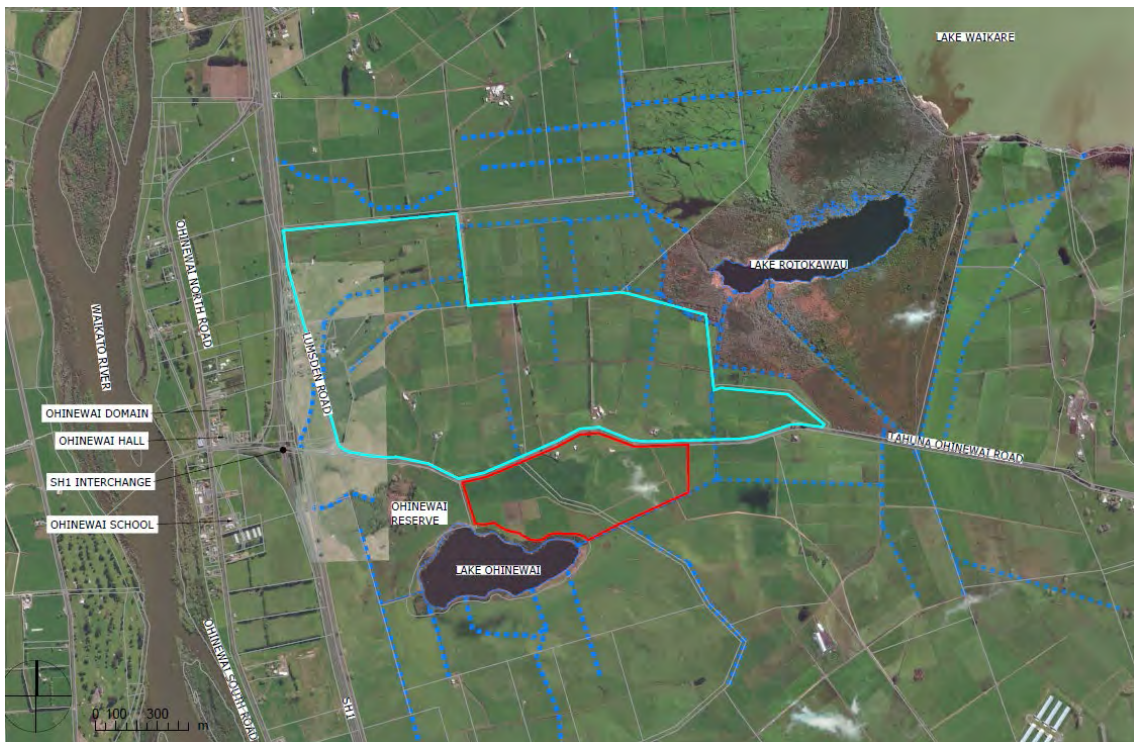 LAKE WAIKARE
OHINEWAI NORTH ROAD
WAIKATO RIVER
LUMSDEN ROAD
LAKE ROTOKAWAU
OHINEWAI DOMAIN
OHINEWAI HALL
SH1 INTERCHANGE
OHINEWAI SCHOOL
TAHUNA OHINEWAI ROAD
OHINEWAI
RESERVE
LAKE OHINEWAI
OHINEWAI SOUTH ROAD
SH1
0 100 300
m